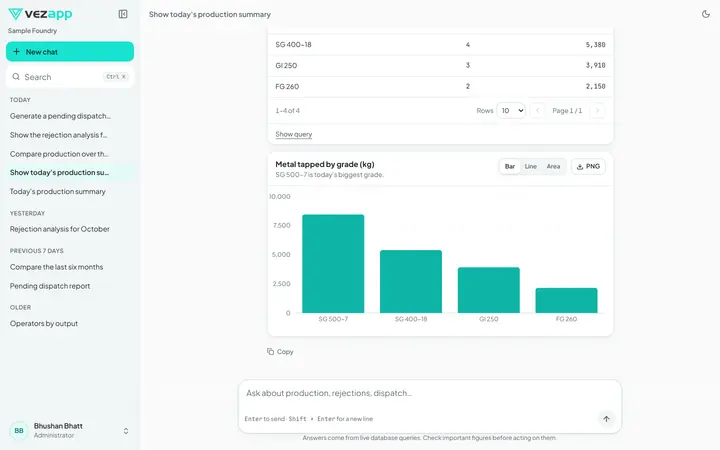 vezapp
Sample Foundry
New chat
Search
Ctrl K
TODAY
Generate a pending dispatch...
Show the rejection analysis f...
Compare production over th...
Show today's production su...
Today's production summary
YESTERDAY
Rejection analysis for October
PREVIOUS 7 DAYS
Compare the last six months
Pending dispatch report
OLDER
Operators by output
BB
Bhushan Bhatt
Administrator
Show today's production summary
SG 400-18 4 5,380
GI 250 3 3,910
FG 260 2 2,150
1-4 of 4
Rows 10
Page 1 / 1
Show query
Metal tapped by grade (kg)
SG 500-7 is today's biggest grade.
Bar Line Area
PNG
10,000
7,500
5,000
2,500
0
SG 500-7 SG 400-18 GI 250 FG 260
Copy
Ask about production, rejections, dispatch...
Enter to send · Shift + Enter for a new line
Answers come from live database queries. Check important figures before acting on them.